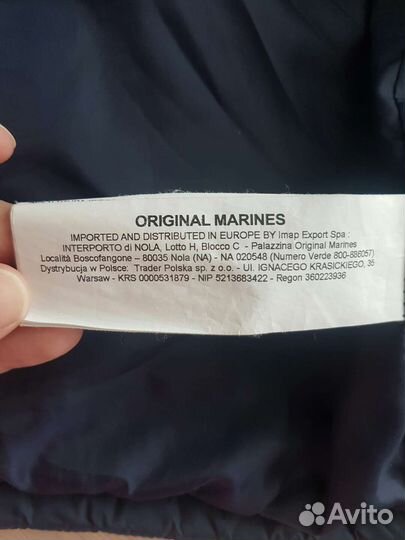 ORIGINAL MARINES
IMPORTED AND DISTRIBUTED IN EUROPE BY Imap Export Spa :
INTERPORTO di NOLA, Lotto H, Blocco C - Palazzina Original Marines
Località Boscofangone – 80035 Nola (NA) - NA 020548 (Numero Verde 800-886057)
Dystrybucja w Polsce: Trader Polska sp. z o.o. - Ul. IGNACEGO KRASICKIEGO, 35
Warsaw - KRS 0000531879 - NIP 5213683422 - Regon 360223936
Avito